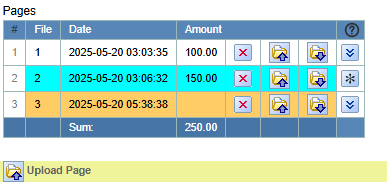 Pages
# File Date Amount ?
1 1 2025-05-20 03:03:35 100.00
2 2 2025-05-20 03:06:32 150.00
3 3 2025-05-20 05:38:38
Sum: 250.00
Upload Page